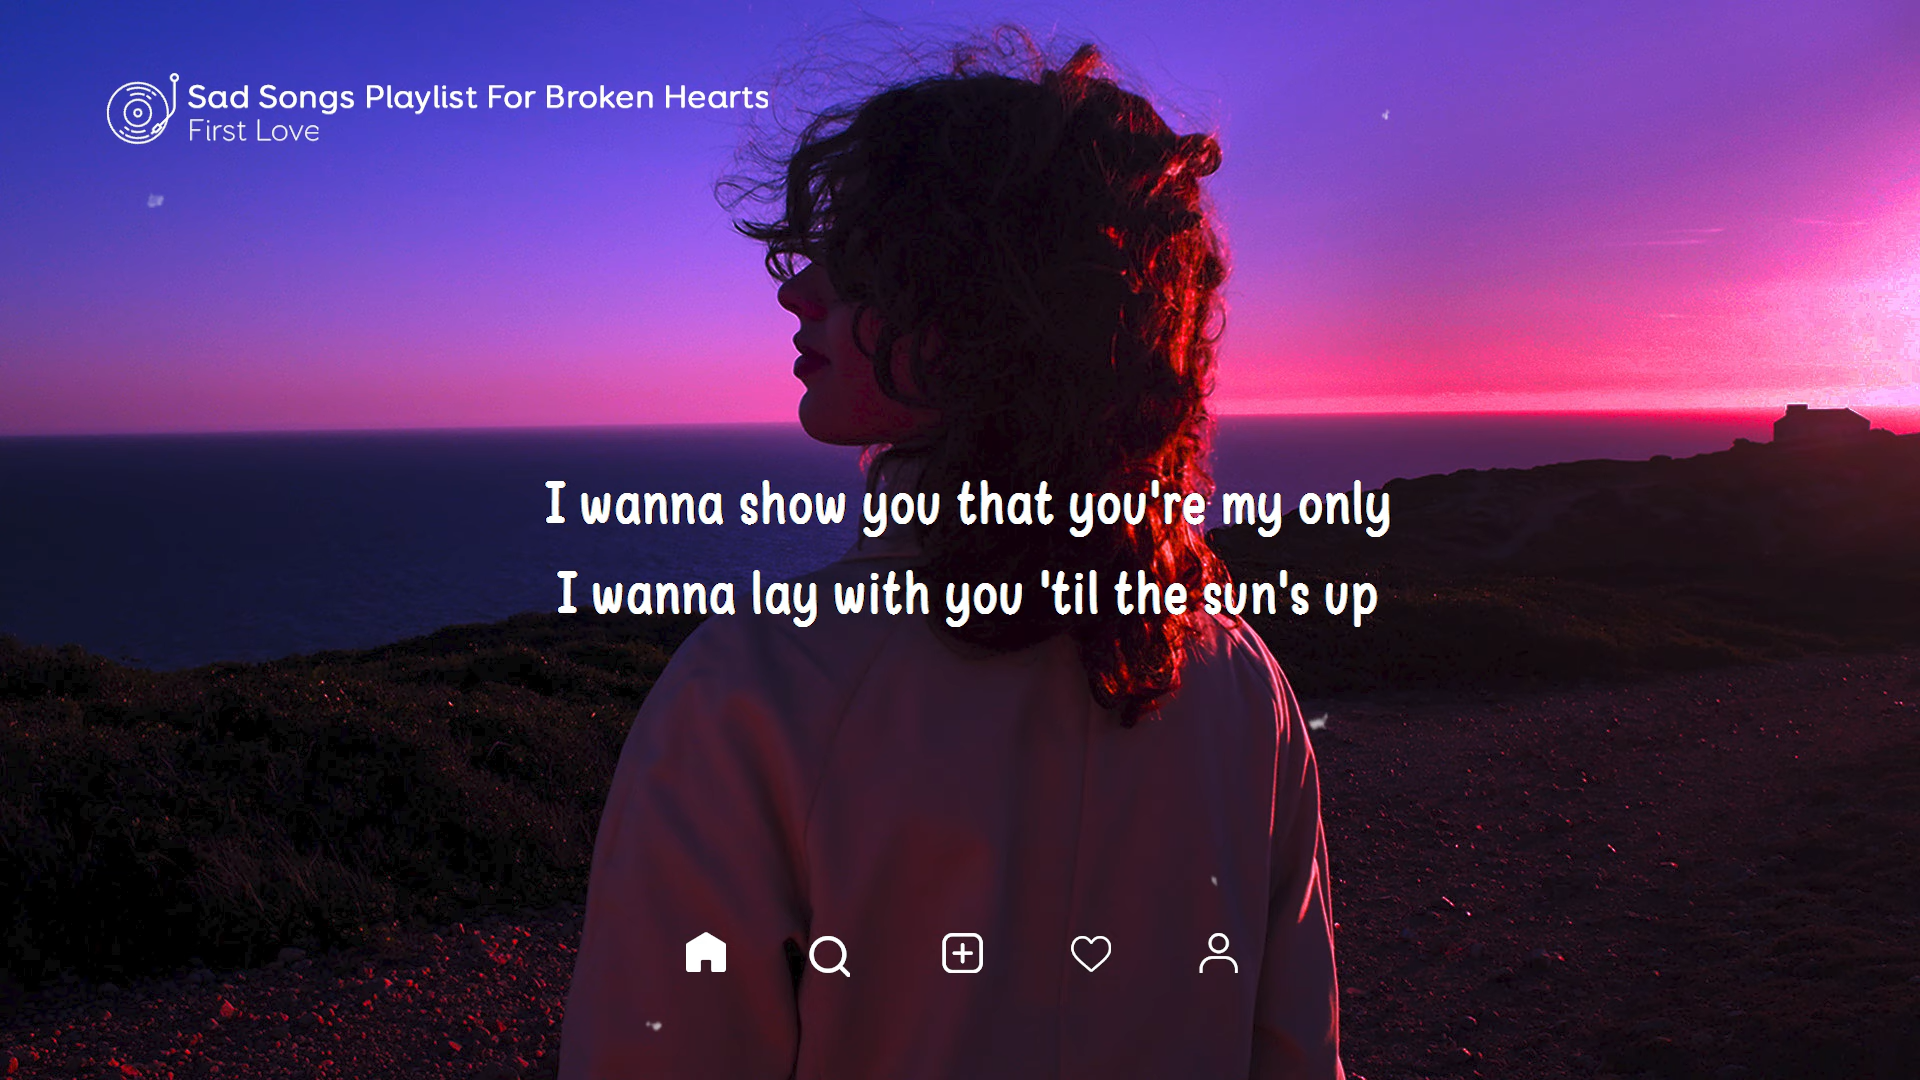 Sad Songs Playlist For Broken Hearts
First Love
I wanna show you that you're my only
I wanna lay with you 'til the sun's up